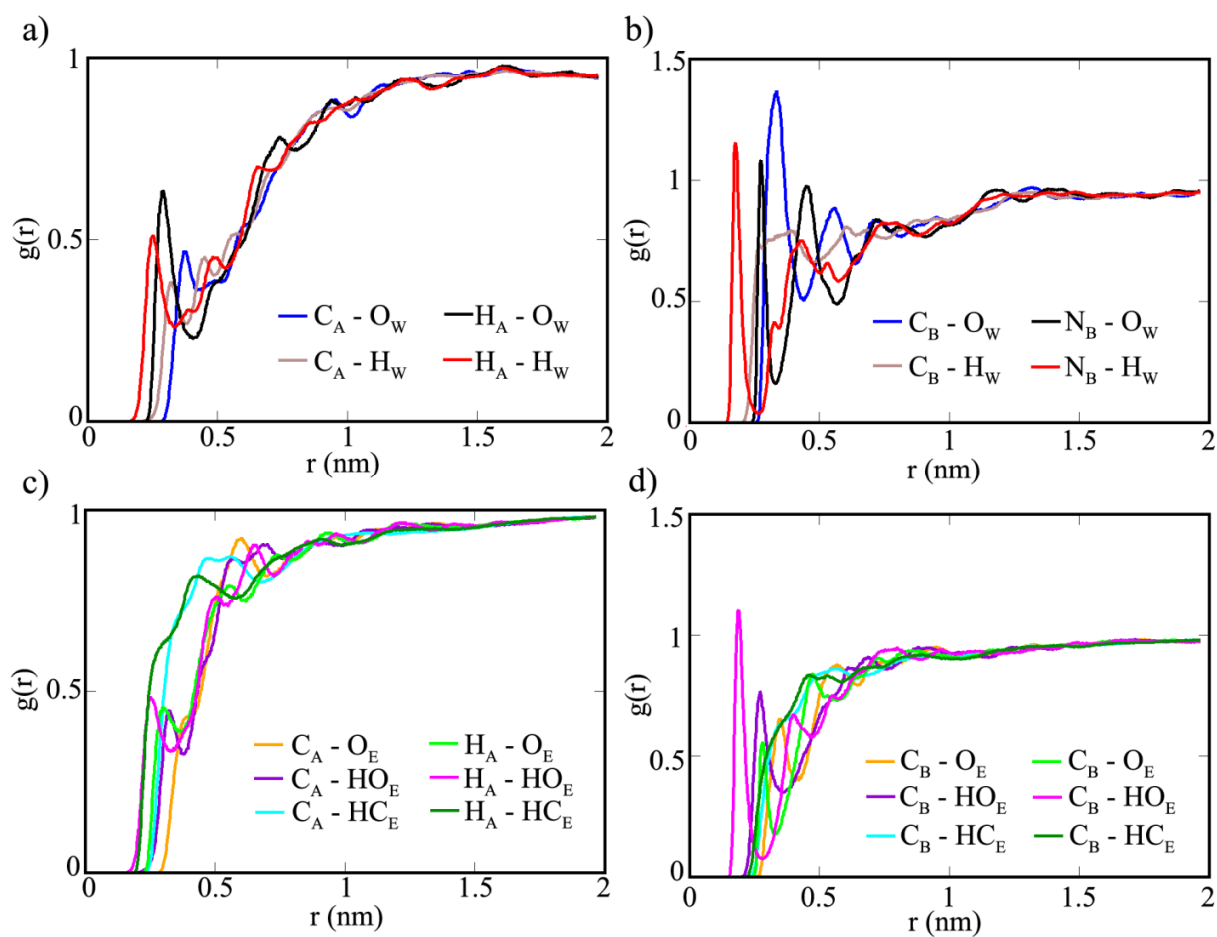 a)
1
0.5
0
g(r)
C_A - O_W
H_A - O_W
C_A - H_W
H_A - H_W
0
0.5
1
1.5
2
r (nm)
b)
1.5
1
0.5
0
g(r)
C_B - O_W
N_B - O_W
C_B - H_W
N_B - H_W
0
0.5
1
1.5
2
r (nm)
c)
1
0.5
0
g(r)
C_A - O_E
H_A - O_E
C_A - HO_E
H_A - HO_E
C_A - HC_E
H_A - HC_E
0
0.5
1
1.5
2
r (nm)
d)
1.5
1
0.5
0
g(r)
C_B - O_E
C_B - O_E
C_B - HO_E
C_B - HO_E
C_B - HC_E
C_B - HC_E
0
0.5
1
1.5
2
r (nm)